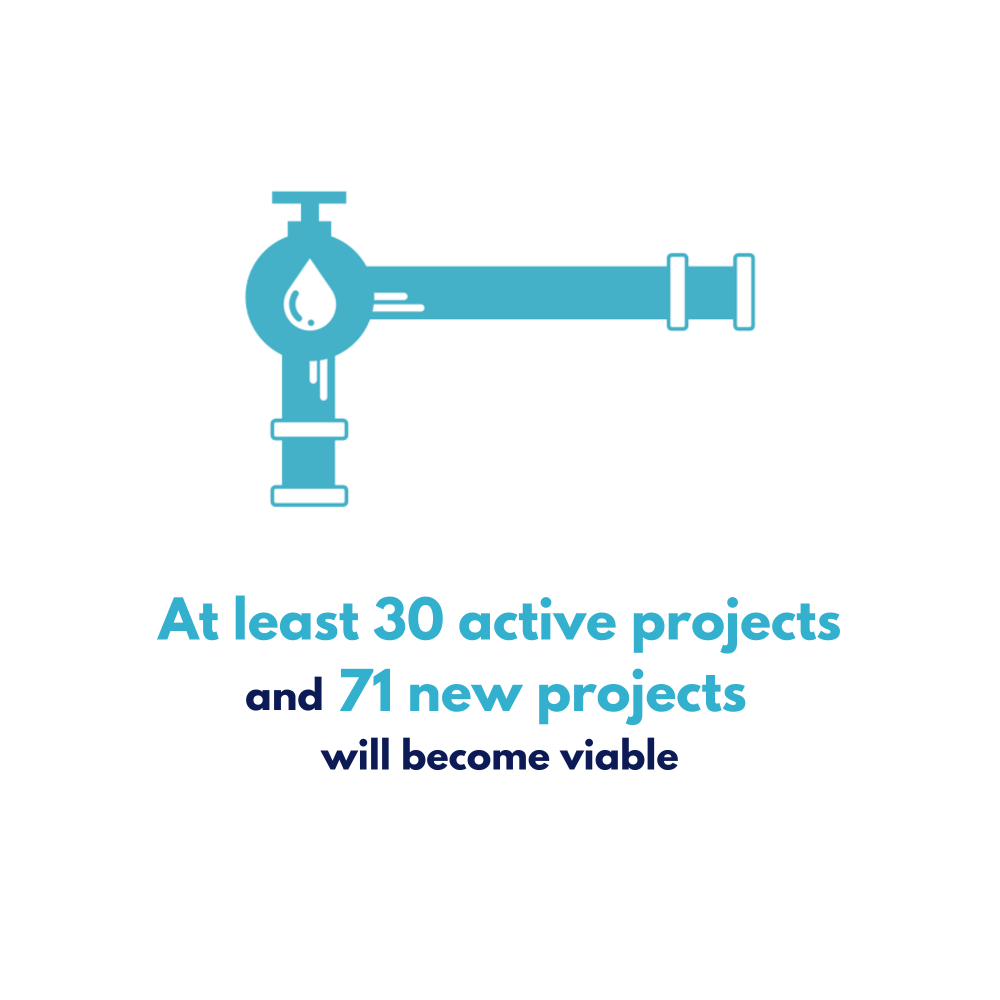 At least 30 active projects
and 71 new projects
will become viable